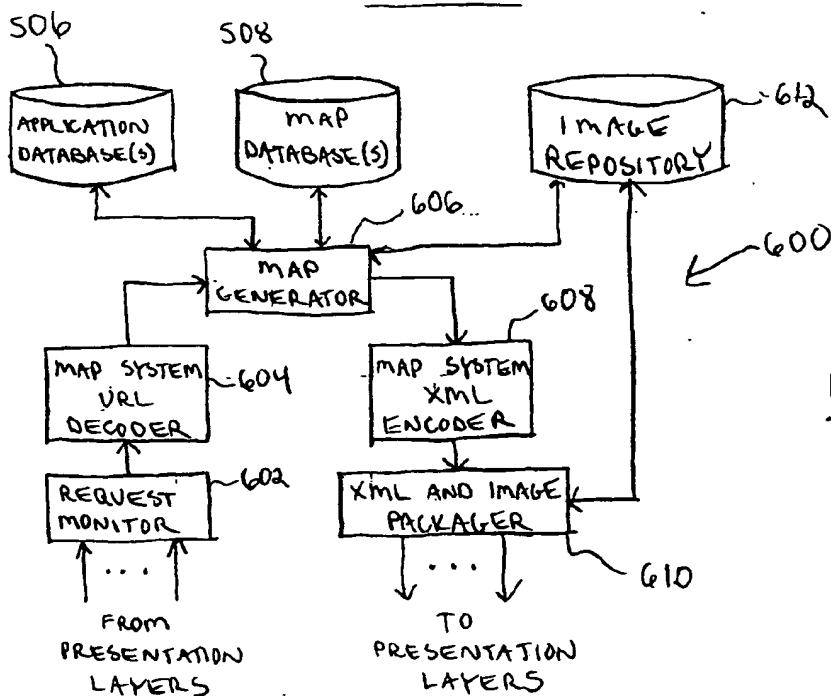 506
508
612
APPLICATION
DATABASE(S)
MAP
DATABASE(S)
IMAGE
REPOSITORY
606
600
MAP
GENERATOR
608
MAP SYSTEM
URL
DECODER
604
MAP SYSTEM
XML
ENCODER
602
REQUEST
MONITOR
XML AND IMAGE
PACKAGER
...
...
610
FROM
PRESENTATION
LAYERS
TO
PRESENTATION
LAYERS